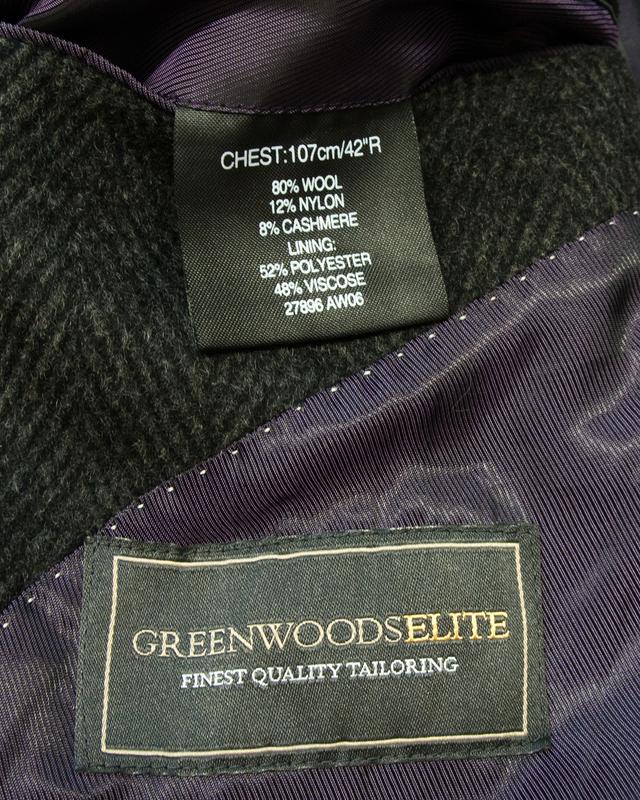 CHEST:107cm/42"R
80% WOOL
12% NYLON
8% CASHMERE
LINING:
52% POLYESTER
48% VISCOSE
27896 AW06
GREENWOODSELITE
FINEST QUALITY TAILORING